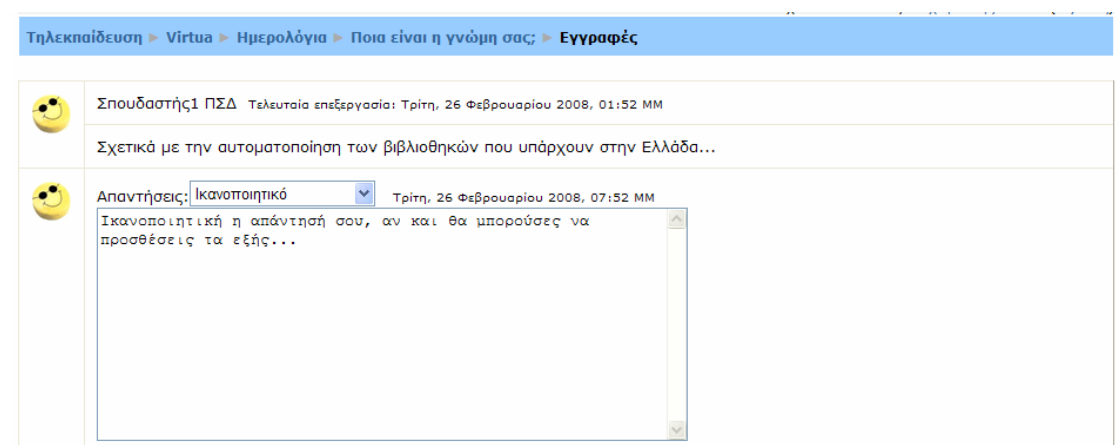 Τηλεκπαίδευση ► Virtua ► Ημερολόγια ► Ποια είναι η γνώμη σας; ► Εγγραφές
Σπουδαστής1 ΠΣΔ Τελευταία επεξεργασία: Τρίτη, 26 Φεβρουαρίου 2008, 01:52 ΜΜ
Σχετικά με την αυτοματοποίηση των βιβλιοθηκών που υπάρχουν στην Ελλάδα...
Απαντήσεις: Ικανοποιητικό Τρίτη, 26 Φεβρουαρίου 2008, 07:52 ΜΜ
Ικανοποιητική η απάντησή σου, αν και θα μπορούσες να
προσθέσεις τα εξής...